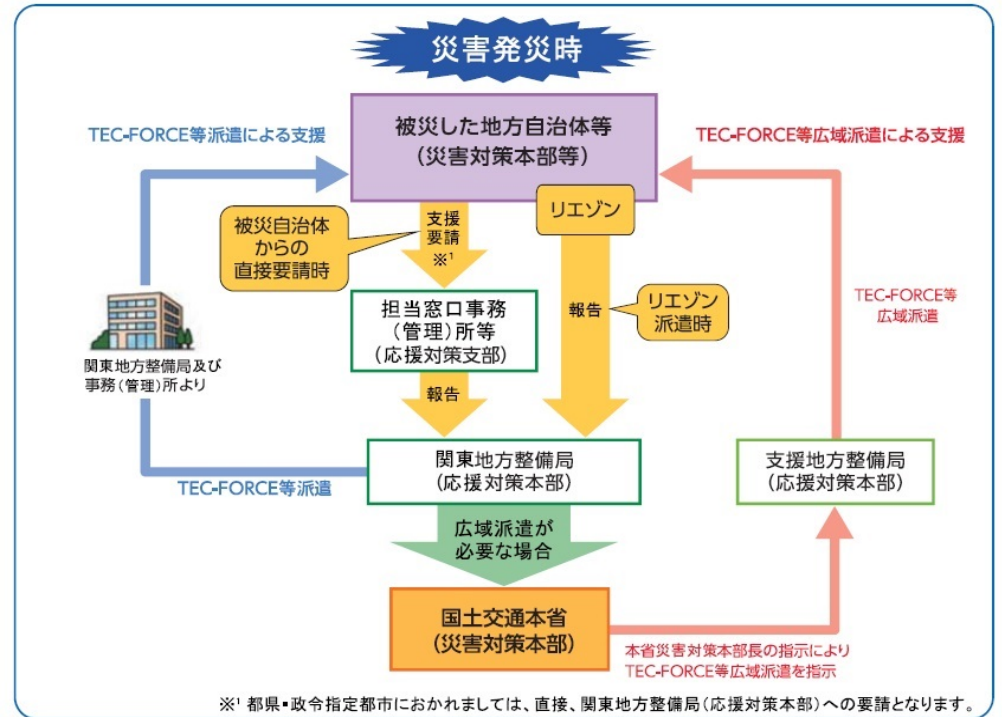 災害発災時
被災した地方自治体等
(災害対策本部等)
TEC-FORCE等派遣による支援
TEC-FORCE等広域派遣による支援
リエゾン
被災自治体
からの
直接要請時
支援
要請
※1
担当窓口事務
(管理)所等
(応援対策支部)
報告
リエゾン
派遣時
TEC-FORCE等
広域派遣
関東地方整備局及び
事務(管理)所より
報告
関東地方整備局
(応援対策本部)
支援地方整備局
(応援対策本部)
TEC-FORCE等派遣
広域派遣が
必要な場合
国土交通本省
(災害対策本部)
本省災害対策本部長の指示により
TEC-FORCE等広域派遣を指示
※1 都県・政令指定都市におかれましては、直接、関東地方整備局(応援対策本部)への要請となります。